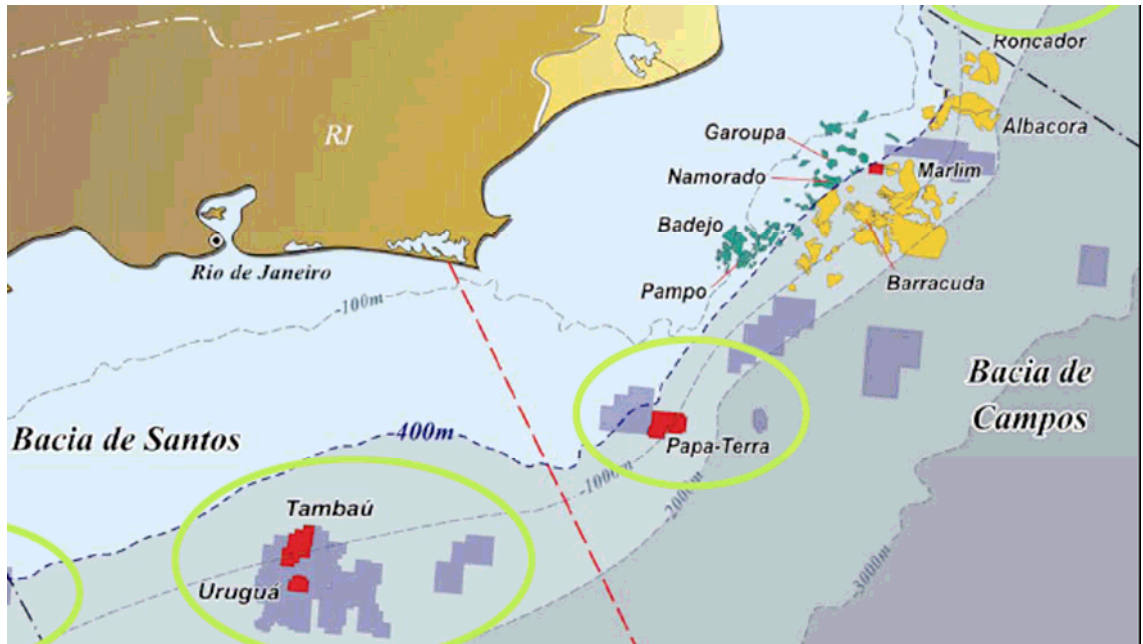 Roncador
Albacora
Garoupa
RJ
Marlim
Namorado
Badejo
Rio de Janeiro
Barracuda
Pampo
-100m
Bacia de
Campos
Bacia de Santos
400m
Papa-Terra
-1000m
-2000m
-3000m
Tambaú
Uruguá